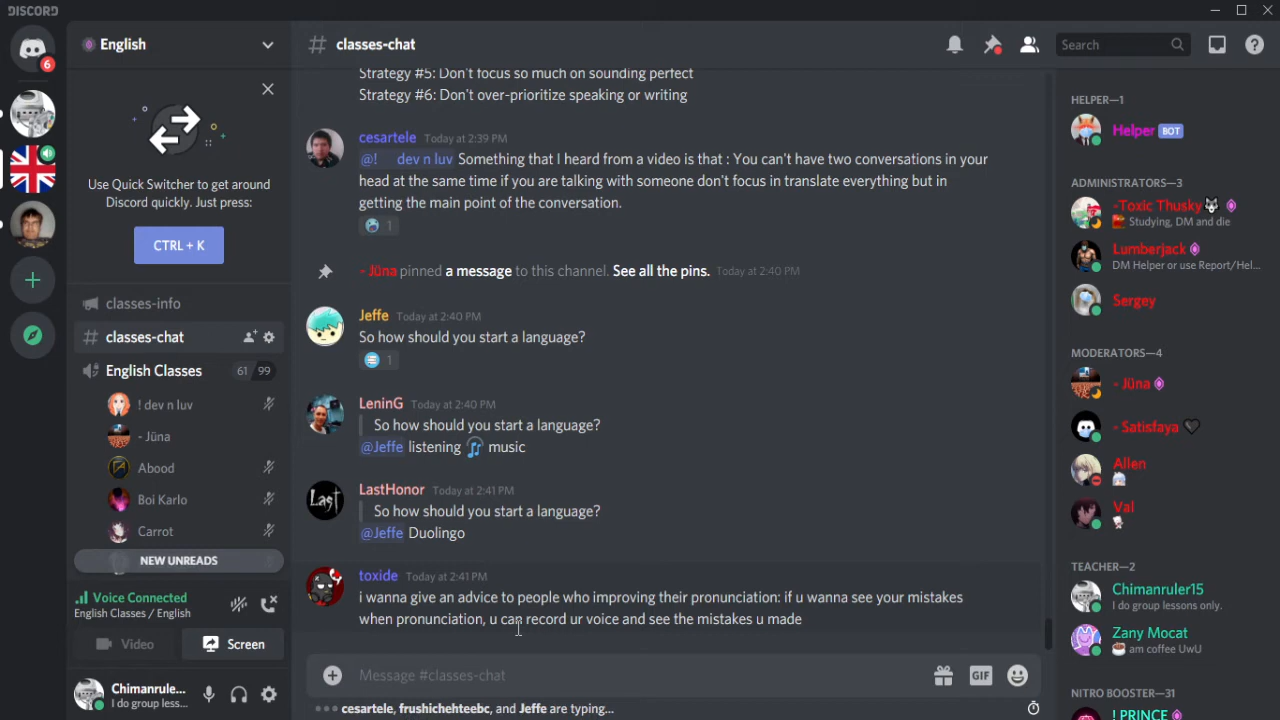 DISCORD
6
English
Use Quick Switcher to get around
Discord quickly. Just press:
CTRL + K
classes-info
classes-chat
English Classes 61 99
! dev n luv
- Jüna
Abood
Boi Karlo
Carrot
NEW UNREADS
Voice Connected
English Classes / English
Video
Screen
Chimanrule...
I do group less...
# classes-chat
Search
Strategy #5: Don't focus so much on sounding perfect
Strategy #6: Don't over-prioritize speaking or writing
cesartele Today at 2:39 PM
@! dev n luv Something that I heard from a video is that : You can't have two conversations in your
head at the same time if you are talking with someone don't focus in translate everything but in
getting the main point of the conversation.
1
- Jüna pinned a message to this channel. See all the pins. Today at 2:40 PM
Jeffe Today at 2:40 PM
So how should you start a language?
1
LeninG Today at 2:40 PM
So how should you start a language?
@Jeffe listening music
LastHonor Today at 2:41 PM
So how should you start a language?
@Jeffe Duolingo
Last
toxide Today at 2:41 PM
i wanna give an advice to people who improving their pronunciation: if u wanna see your mistakes
when pronunciation, u can record ur voice and see the mistakes u made
Message #classes-chat
GIF
cesartele, frushichehteebc, and Jeffe are typing...
HELPER—1
Helper BOT
ADMINISTRATORS—3
-Toxic Thusky
Studying, DM and die
Lumberjack
DM Helper or use Report/Hel...
Sergey
MODERATORS—4
- Jüna
- Satisfaya
Allen
Val
TEACHER—2
Chimanruler15
I do group lessons only.
Zany Mocat
am coffee UwU
NITRO BOOSTER—31
! PRINCE